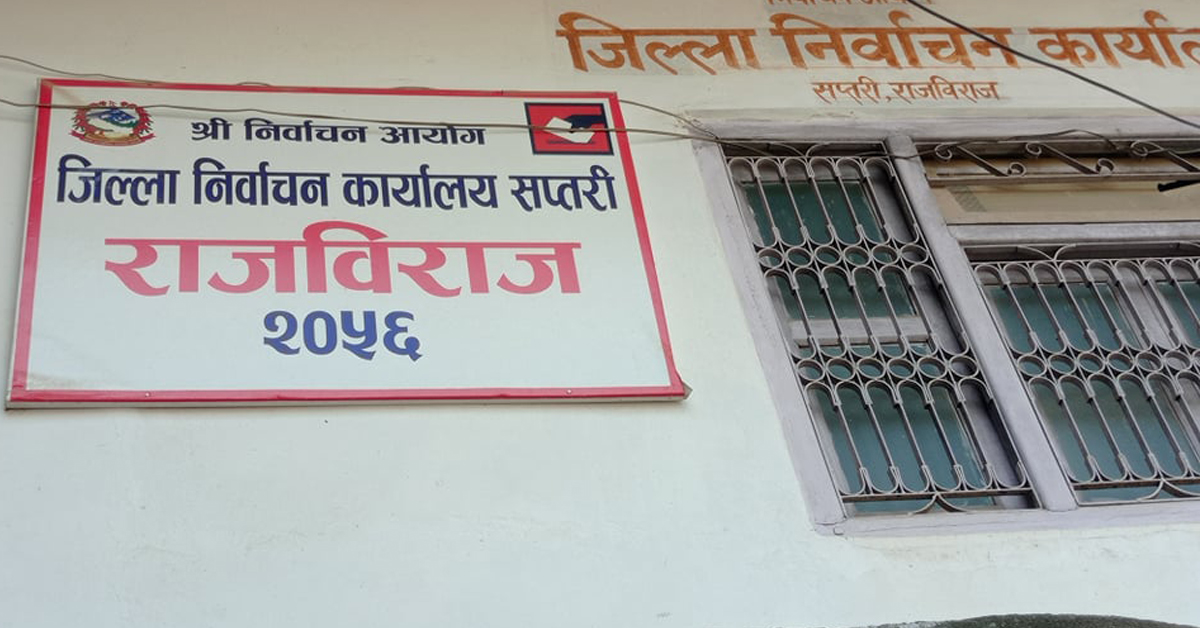 श्री निर्वाचन आयोग
जिल्ला निर्वाचन कार्यालय सप्तरी
राजविराज
२०५६
जिल्ला निर्वाचन
सप्तरी, राजविराज